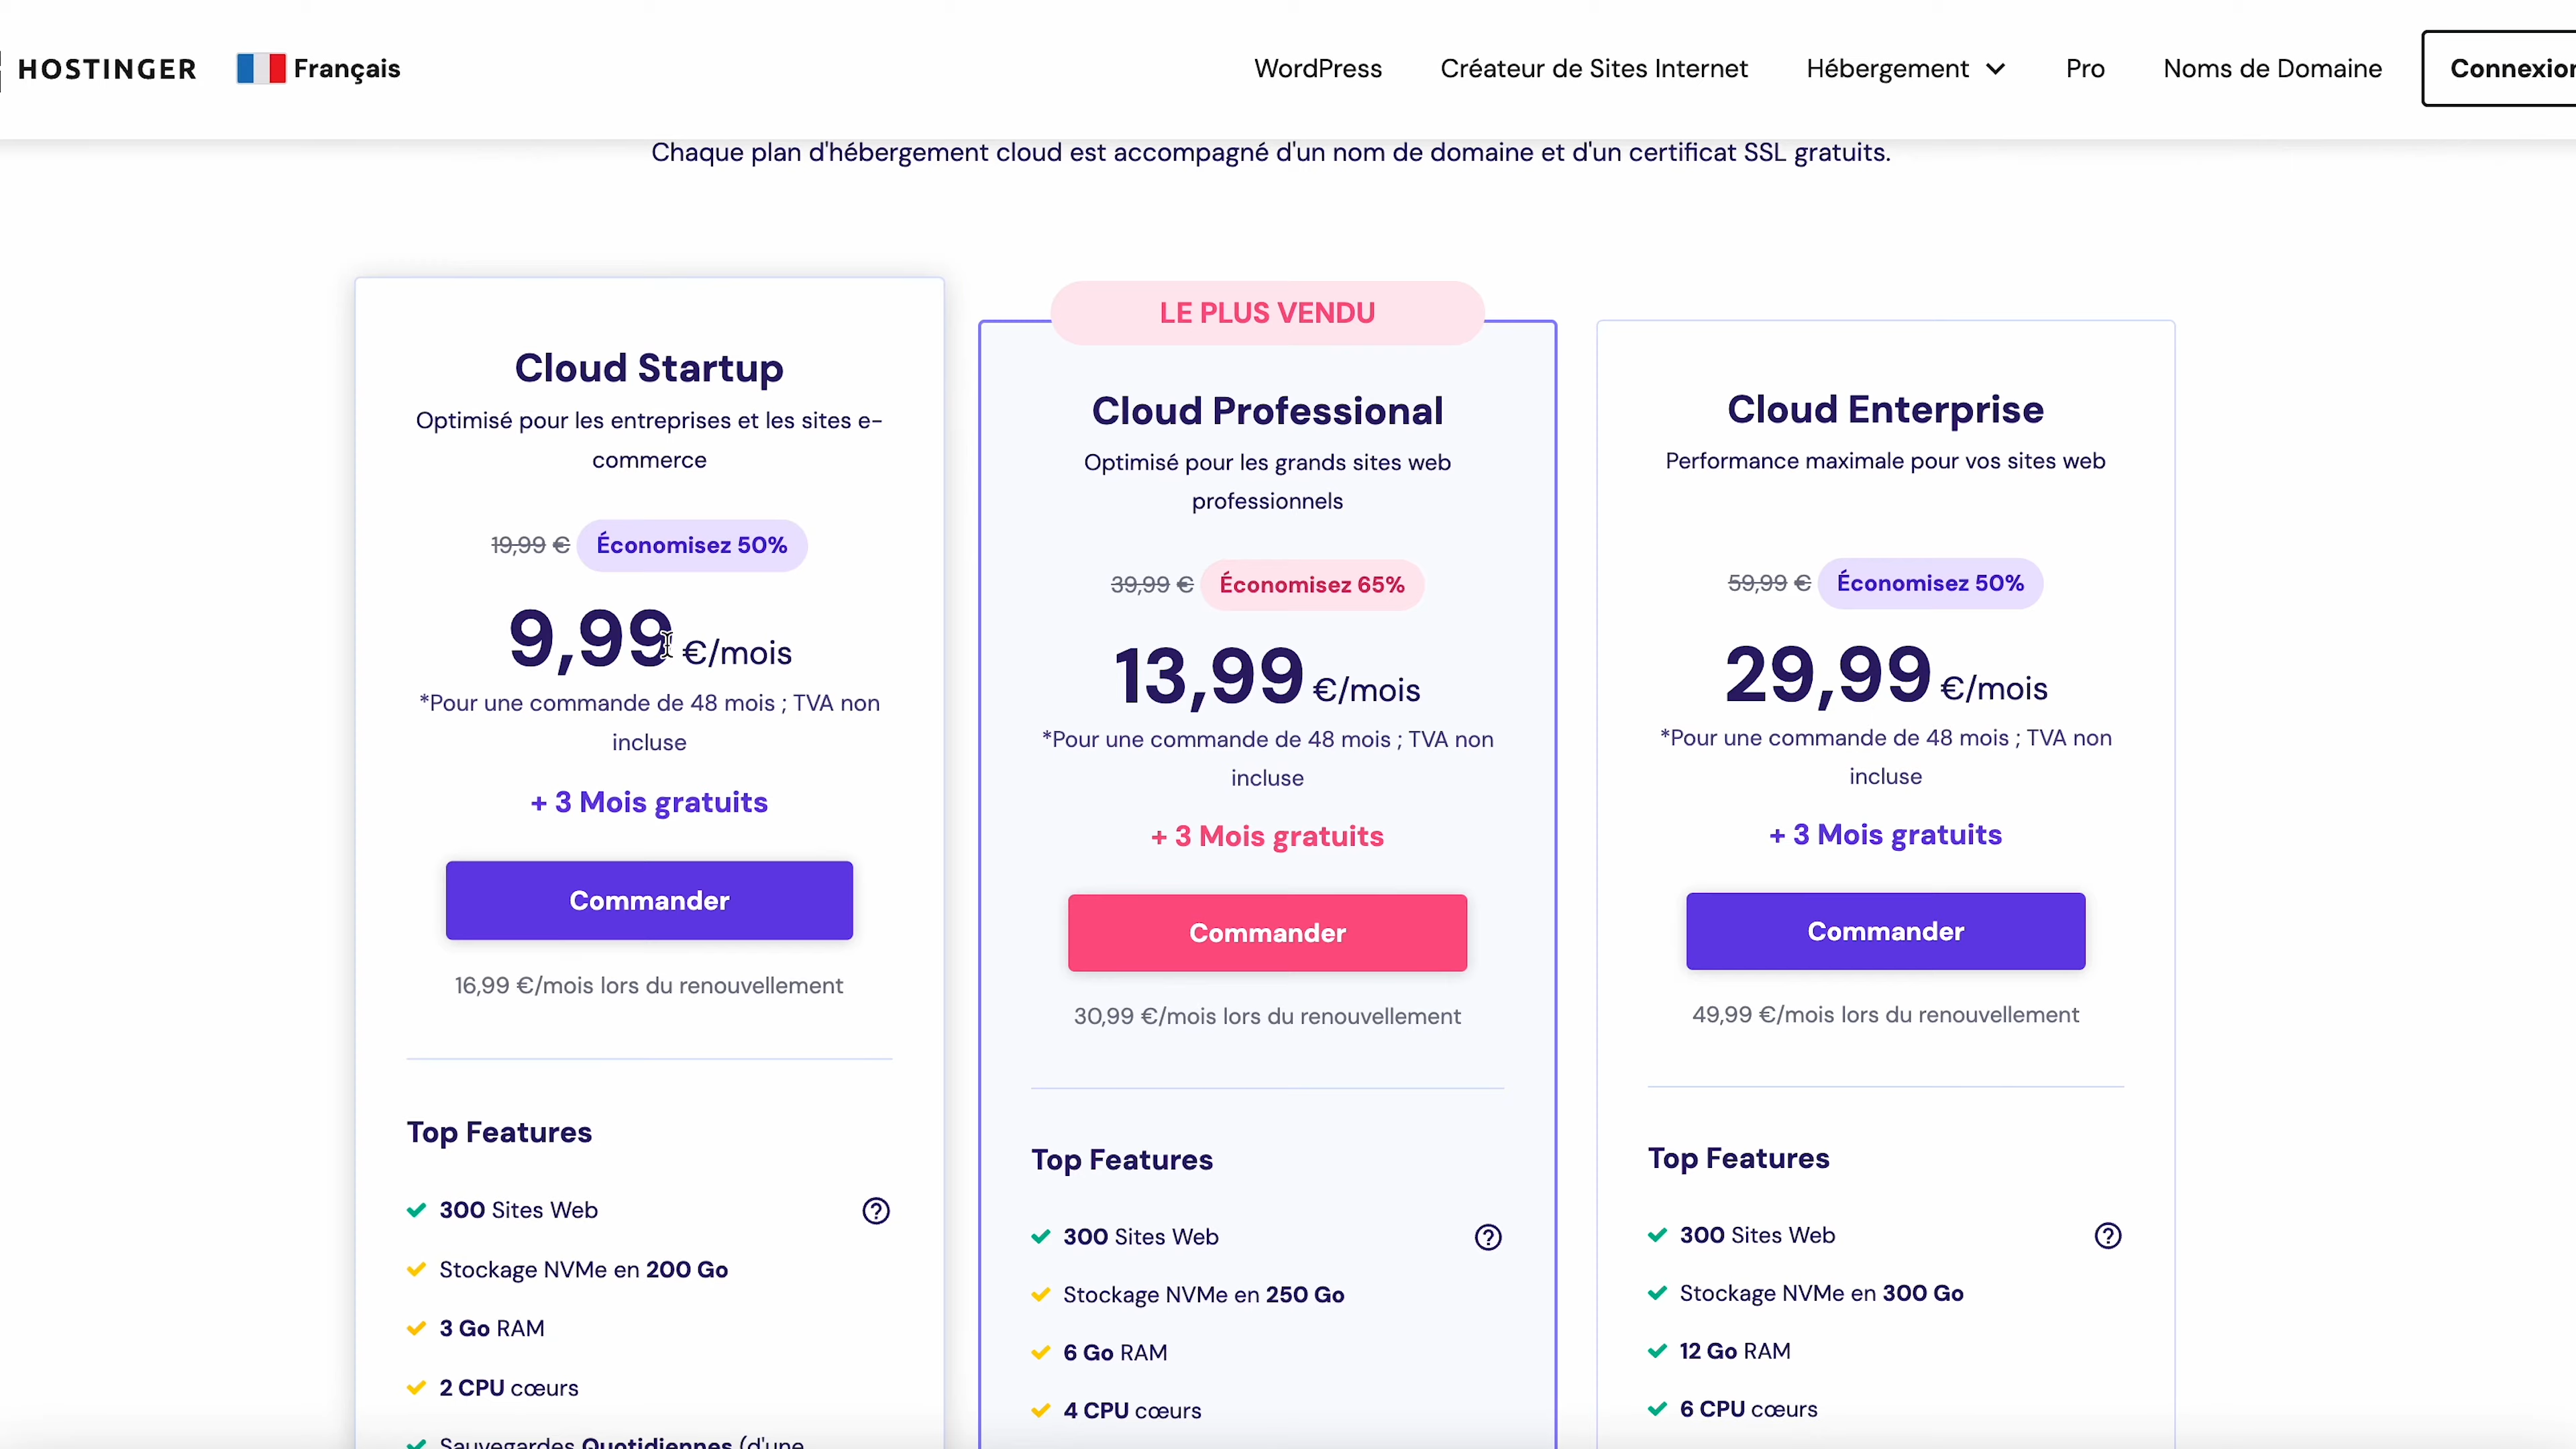 HOSTINGER
Français
WordPress
Créateur de Sites Internet
Hébergement
Pro
Noms de Domaine
Connexion
Chaque plan d'hébergement cloud est accompagné d'un nom de domaine et d'un certificat SSL gratuits.
Cloud Startup
Optimisé pour les entreprises et les sites e-
commerce
19,99 € Économisez 50%
9,99 €/mois
*Pour une commande de 48 mois ; TVA non
incluse
+ 3 Mois gratuits
Commander
16,99 €/mois lors du renouvellement
Top Features
300 Sites Web
Stockage NVMe en 200 Go
3 Go RAM
2 CPU cœurs
Sauvegardes Quotidiennes (d'une
LE PLUS VENDU
Cloud Professional
Optimisé pour les grands sites web
professionnels
39,99 € Économisez 65%
13,99 €/mois
*Pour une commande de 48 mois ; TVA non
incluse
+ 3 Mois gratuits
Commander
30,99 €/mois lors du renouvellement
Top Features
300 Sites Web
Stockage NVMe en 250 Go
6 Go RAM
4 CPU cœurs
Cloud Enterprise
Performance maximale pour vos sites web
59,99 € Économisez 50%
29,99 €/mois
*Pour une commande de 48 mois ; TVA non
incluse
+ 3 Mois gratuits
Commander
49,99 €/mois lors du renouvellement
Top Features
300 Sites Web
Stockage NVMe en 300 Go
12 Go RAM
6 CPU cœurs